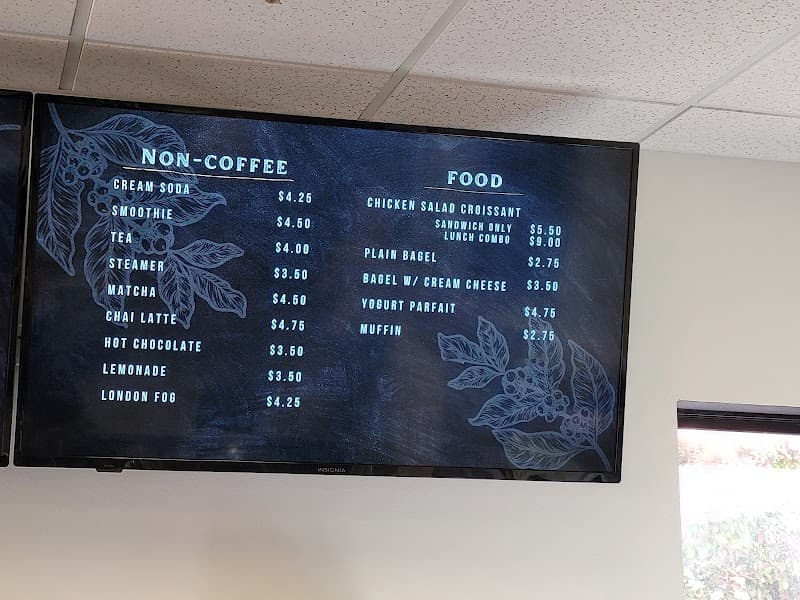 NON-COFFEE
CREAM SODA $4.25
SMOOTHIE $4.50
TEA $4.00
STEAMER $3.50
MATCHA $4.50
CHAI LATTE $4.75
HOT CHOCOLATE $3.50
LEMONADE $3.50
LONDON FOG $4.25
FOOD
CHICKEN SALAD CROISSANT
SANDWICH ONLY $5.50
LUNCH COMBO $9.00
PLAIN BAGEL $2.75
BAGEL W/ CREAM CHEESE $3.50
YOGURT PARFAIT $4.75
MUFFIN $2.75
INSIGNIA